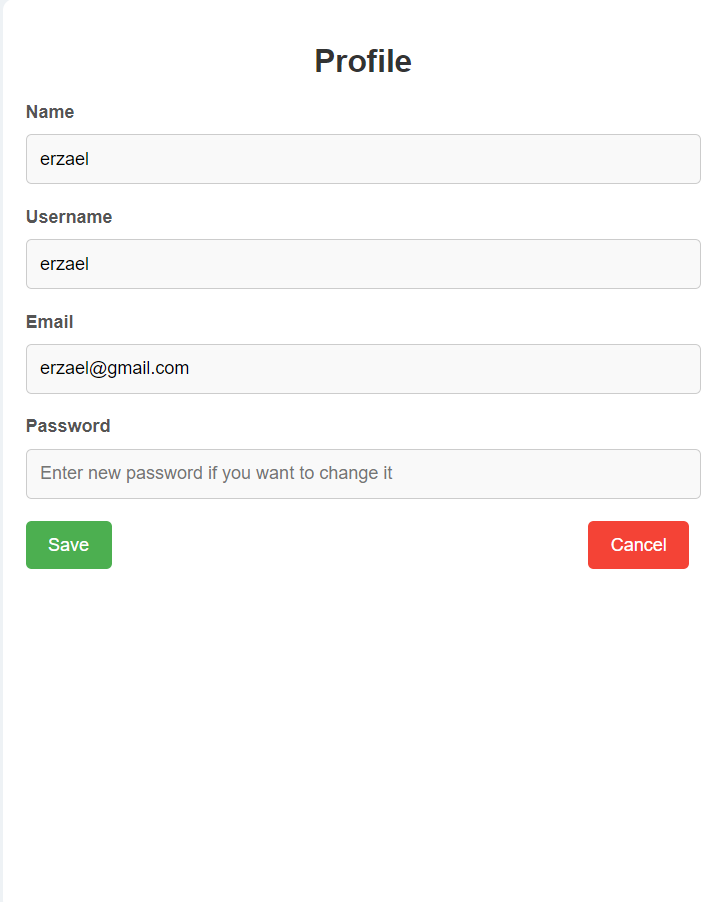 Profile
Name
erzael
Username
erzael
Email
erzael@gmail.com
Password
Enter new password if you want to change it
Save Cancel